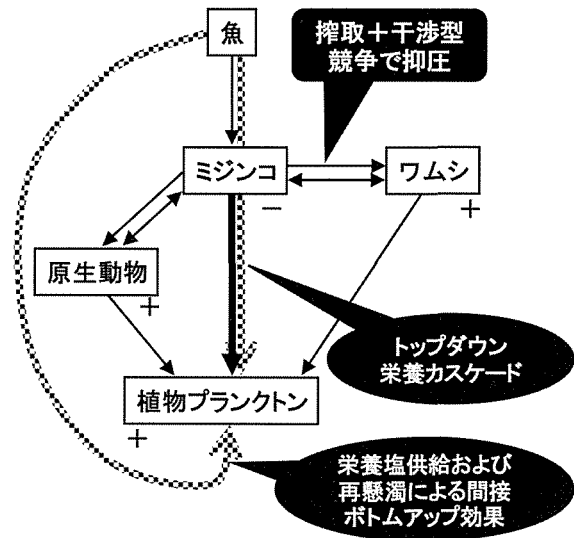 魚
搾取＋干渉型
競争で抑圧
ミジンコ
ワムシ
－
＋
原生動物
＋
トップダウン
栄養カスケード
植物プランクトン
＋
栄養塩供給および
再懸濁による間接
ボトムアップ効果